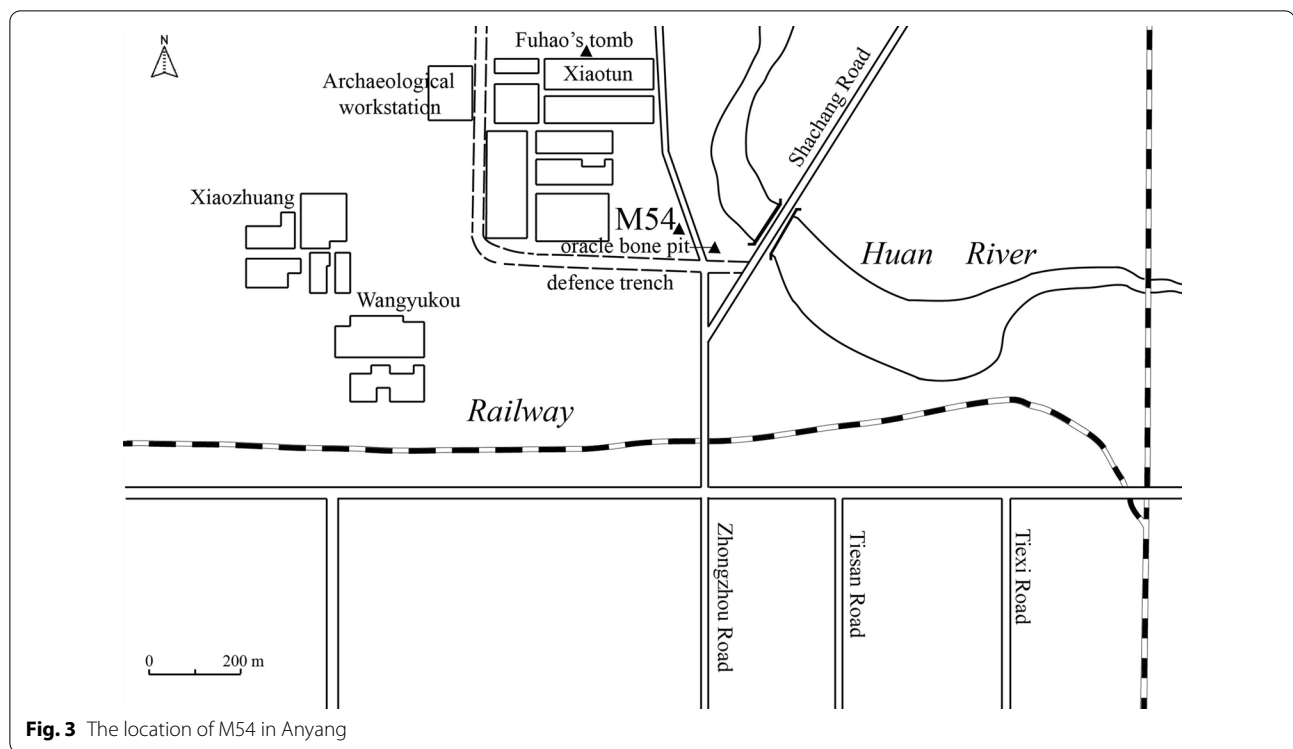 N
Fuhao’s tomb
Xiaotun
Archaeological
workstation
Shachang Road
Xiaozhuang
M54
oracle bone pit
Huan River
defence trench
Wangyukou
Railway
Zhongzhou Road
Tiesan Road
Tiexi Road
0 200 m
Fig. 3 The location of M54 in Anyang